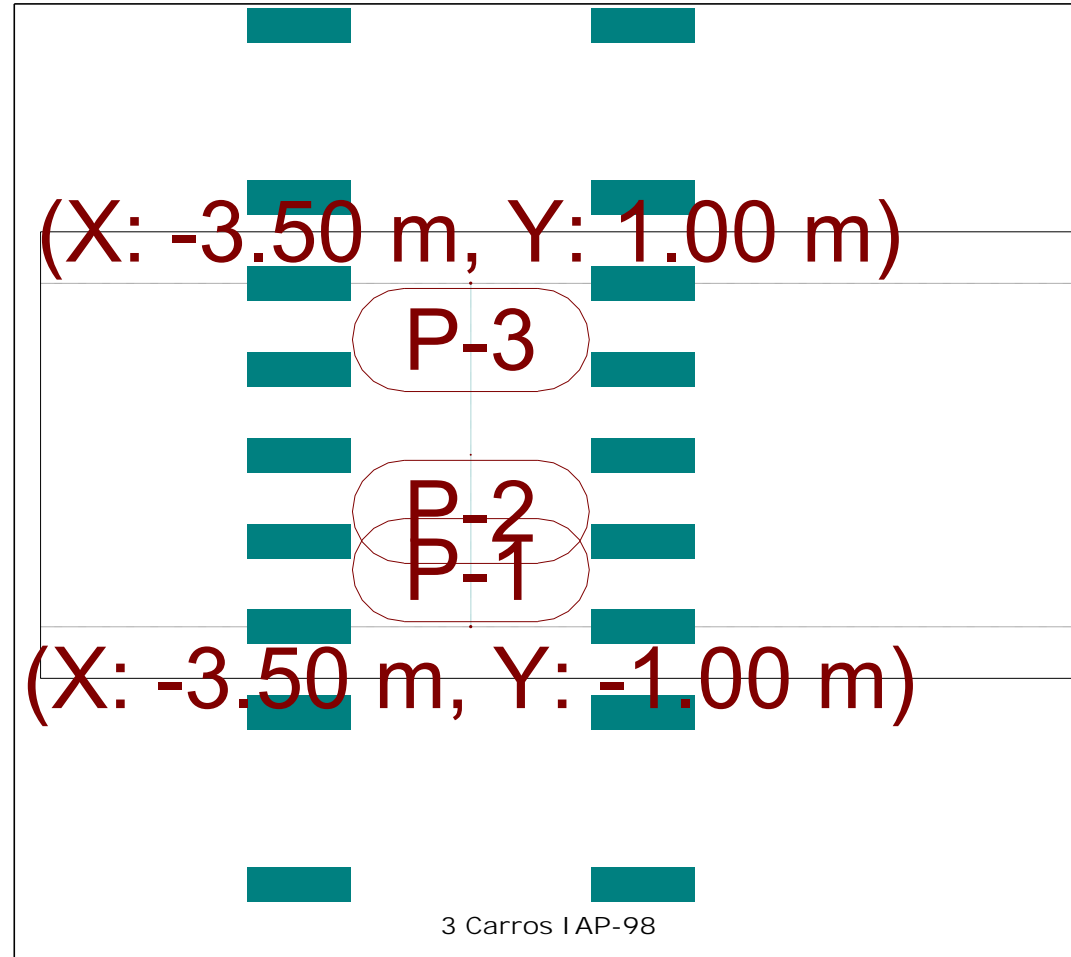 (X: -3.50 m, Y: 1.00 m)
P-3
P-2
P-1
(X: -3.50 m, Y: -1.00 m)
3 Carros IAP-98